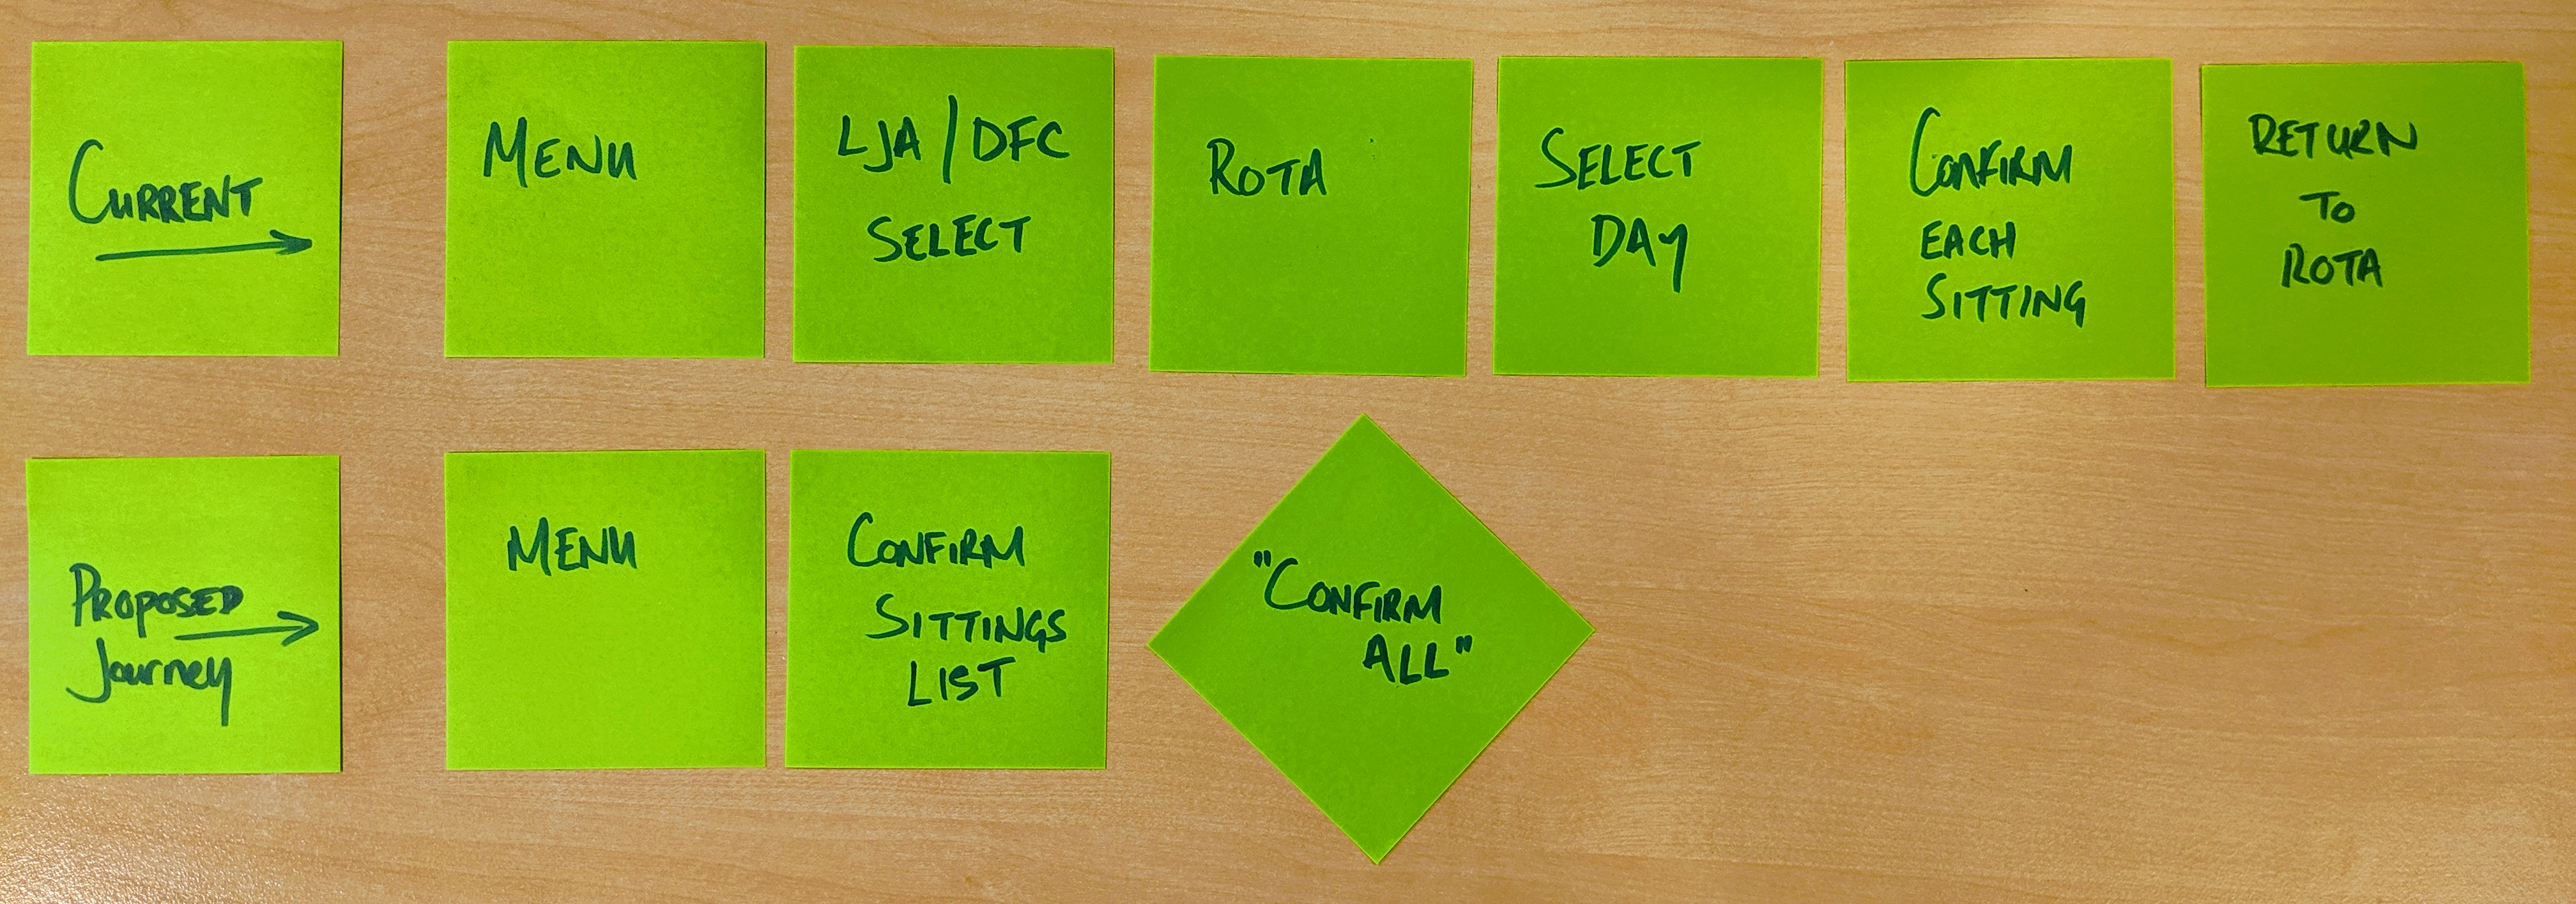 CURRENT
MENU
LJA/DFC
SELECT
ROTA
SELECT
DAY
CONFIRM
EACH
SITTING
RETURN
TO
ROTA
PROPOSED
Journey
MENU
CONFIRM
SITTINGS
LIST
"CONFIRM
ALL"